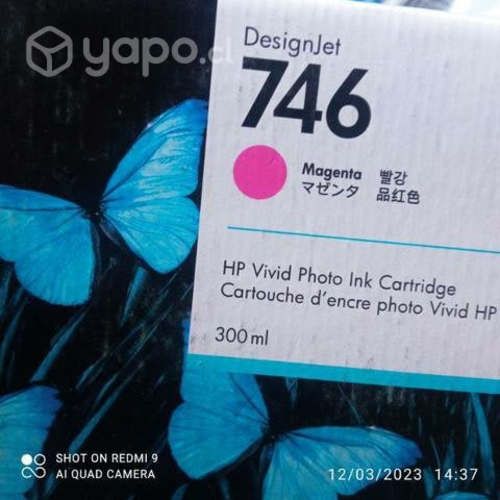 yapo.cl
DesignJet
746
Magenta 빨강
マゼンタ 品红色
HP Vivid Photo Ink Cartridge
Cartouche d'encre photo Vivid HP
300 ml
SHOT ON REDMI 9
AI QUAD CAMERA
12/03/2023 14:37